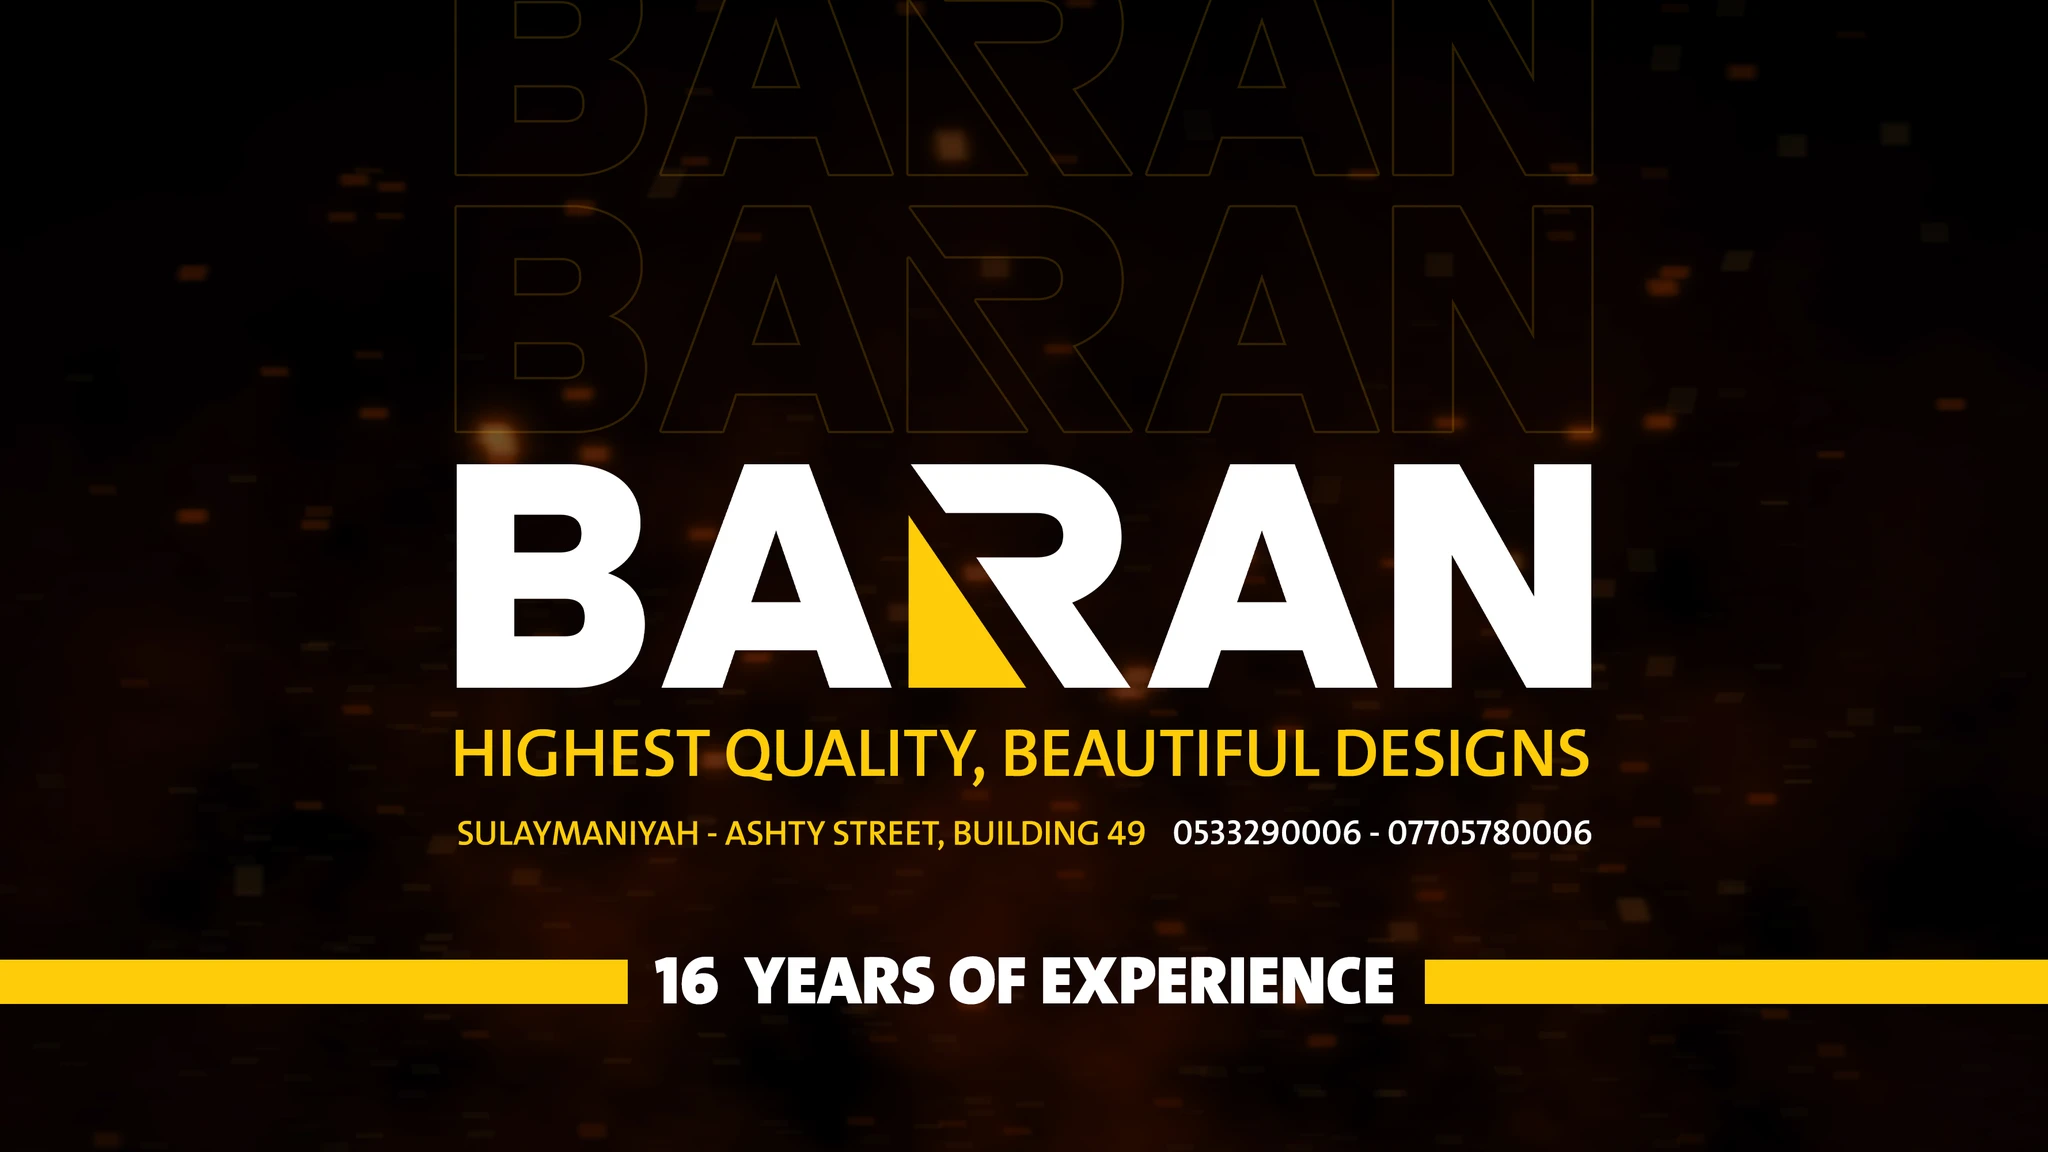 BARAN
BARAN
BARAN
HIGHEST QUALITY, BEAUTIFUL DESIGNS
SULAYMANIYAH - ASHTY STREET, BUILDING 49 0533290006 - 07705780006
16 YEARS OF EXPERIENCE